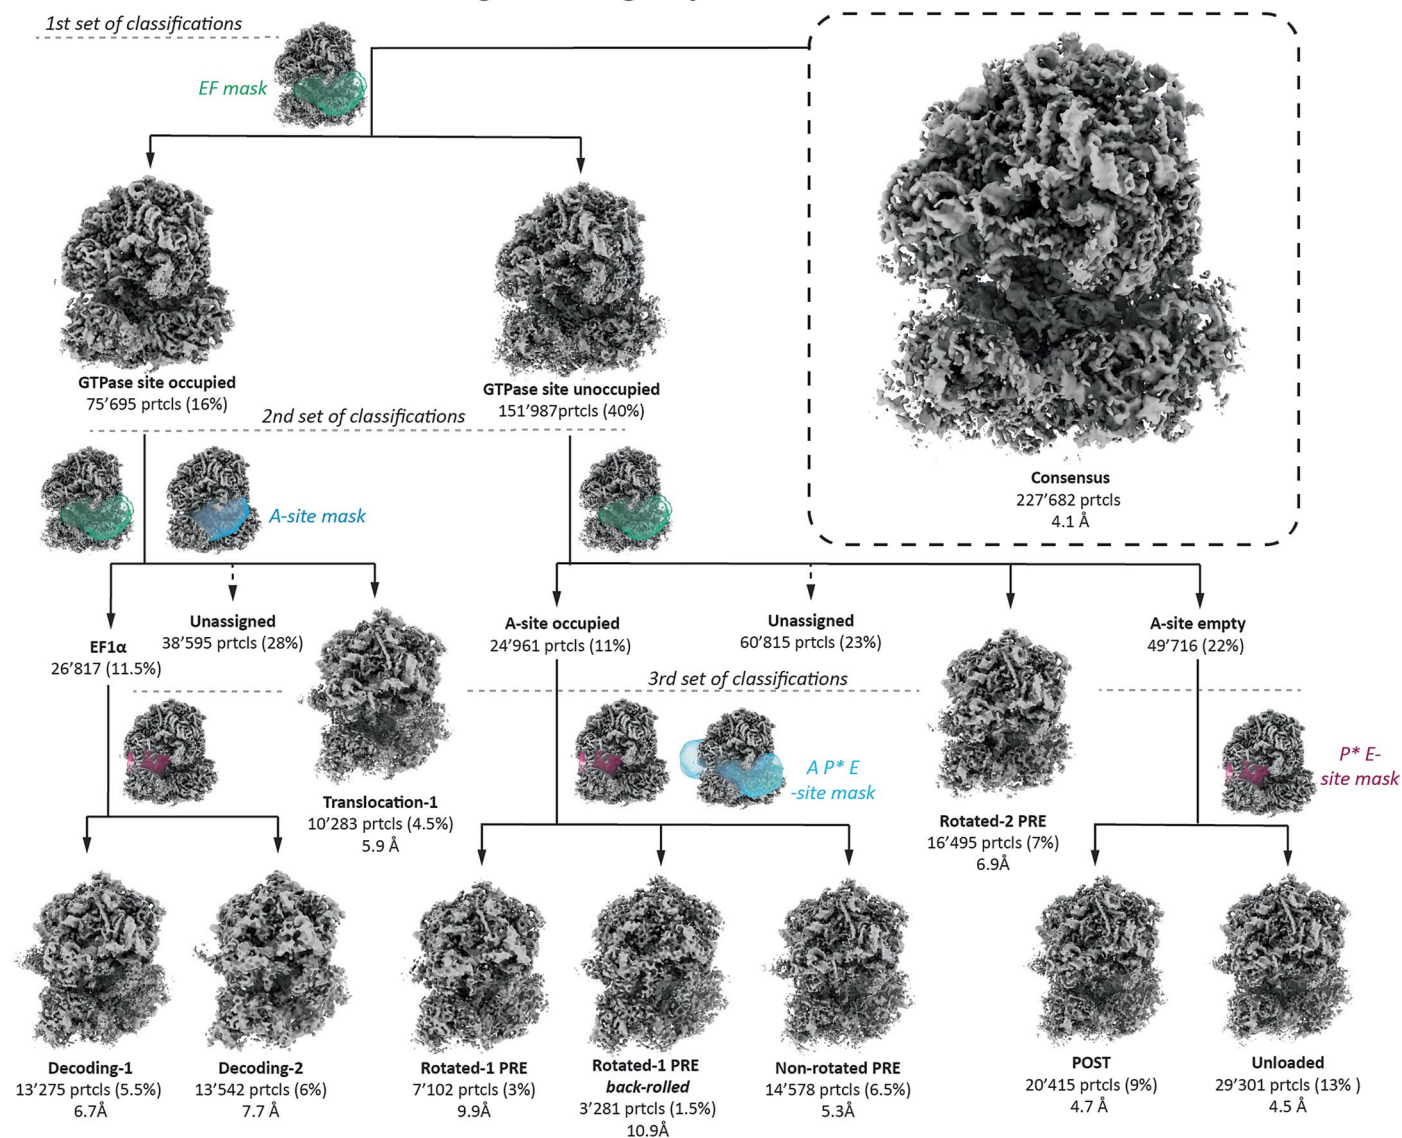 1st set of classifications
EF mask
GTPase site occupied
75’695 prtcls (16%)
GTPase site unoccupied
151’987prtcls (40%)
Consensus
227’682 prtcls
4.1 Å
2nd set of classifications
A-site mask
EF1α
26’817 (11.5%)
Unassigned
38’595 prtcls (28%)
A-site occupied
24’961 prtcls (11%)
Unassigned
60’815 prtcls (23%)
A-site empty
49’716 (22%)
3rd set of classifications
Translocation-1
10’283 prtcls (4.5%)
5.9 Å
A P* E
-site mask
Rotated-2 PRE
16’495 prtcls (7%)
6.9Å
P* E-
site mask
Decoding-1
13’275 prtcls (5.5%)
6.7Å
Decoding-2
13’542 prtcls (6%)
7.7 Å
Rotated-1 PRE
7’102 prtcls (3%)
9.9Å
Rotated-1 PRE
back-rolled
3’281 prtcls (1.5%)
10.9Å
Non-rotated PRE
14’578 prtcls (6.5%)
5.3Å
POST
20’415 prtcls (9%)
4.7 Å
Unloaded
29’301 prtcls (13% )
4.5 Å